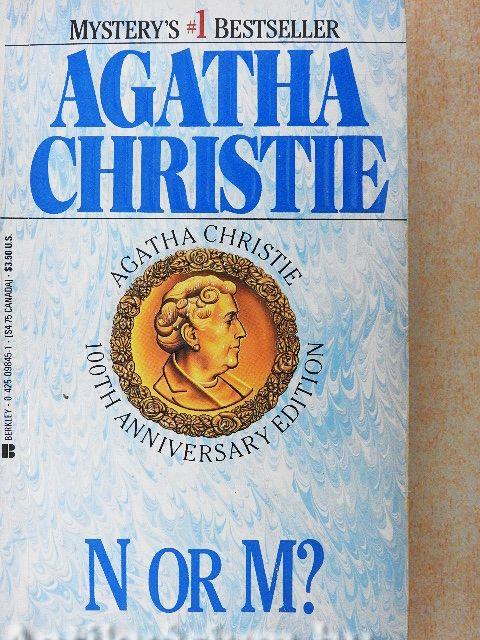 MYSTERY'S #1 BESTSELLER
AGATHA
CHRISTIE
AGATHA CHRISTIE
100TH ANNIVERSARY EDITION
BERKLEY • 0-425-09845-1 • [$4.75 CANADA] • $3.50 U.S.
N OR M?